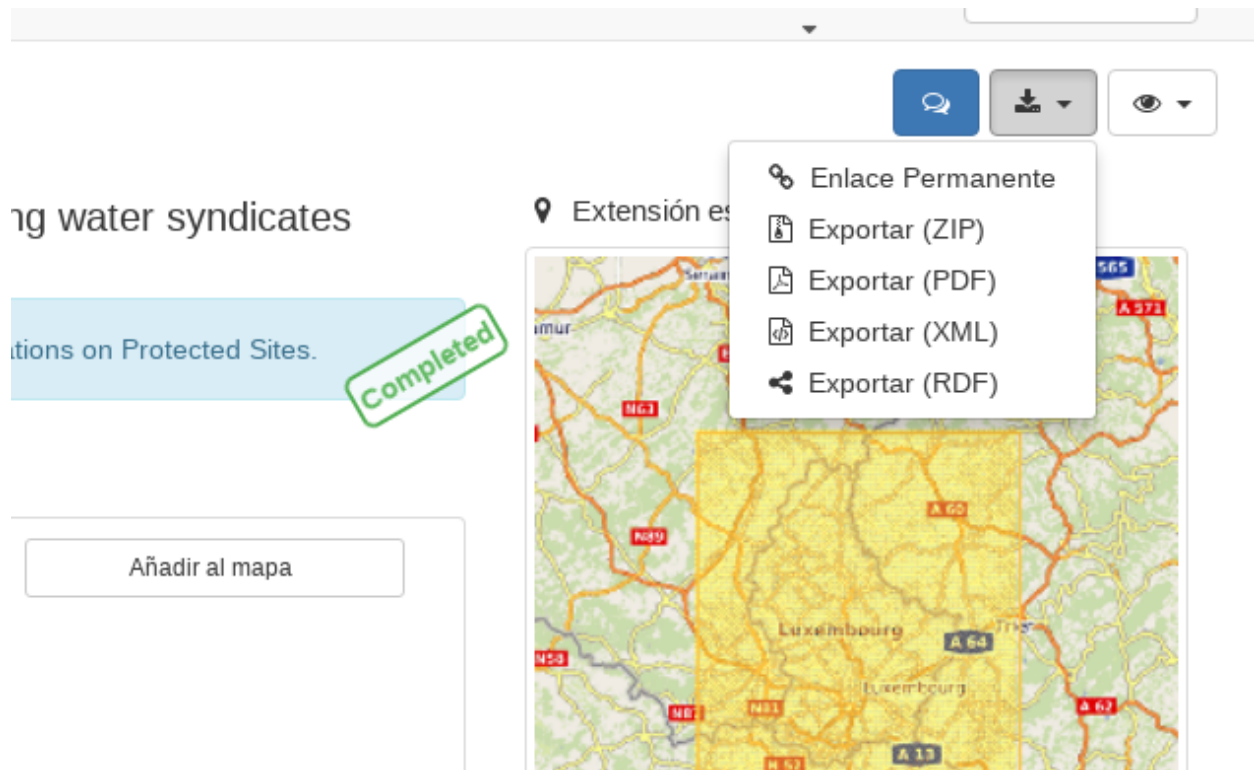 Enlace Permanente
Exportar (ZIP)
Exportar (PDF)
Exportar (XML)
Exportar (RDF)
ng water syndicates
Extensión es
ations on Protected Sites.
Completed
Añadir al mapa
amur
A 571
N63
A 60
N89
Luxembourg
A 64
N58
Luxembourg
N81
A 62
A 13